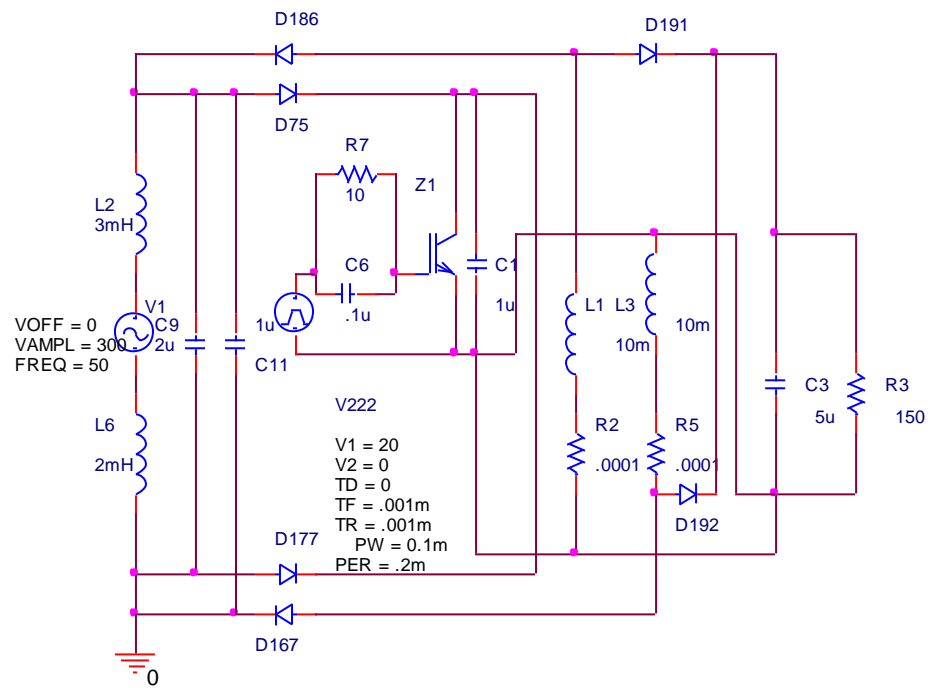 D186
D191
D75
R7
10
Z1
L2
3mH
C6
.1u
C1
1u
L1
L3
10m
10m
V1
VOFF = 0
VAMPL = 300
FREQ = 50
C9
2u
1u
C11
C3
5u
R3
150
V222
V1 = 20
V2 = 0
TD = 0
TF = .001m
TR = .001m
PW = 0.1m
PER = .2m
L6
2mH
R2
.0001
R5
.0001
D192
D177
D167
0